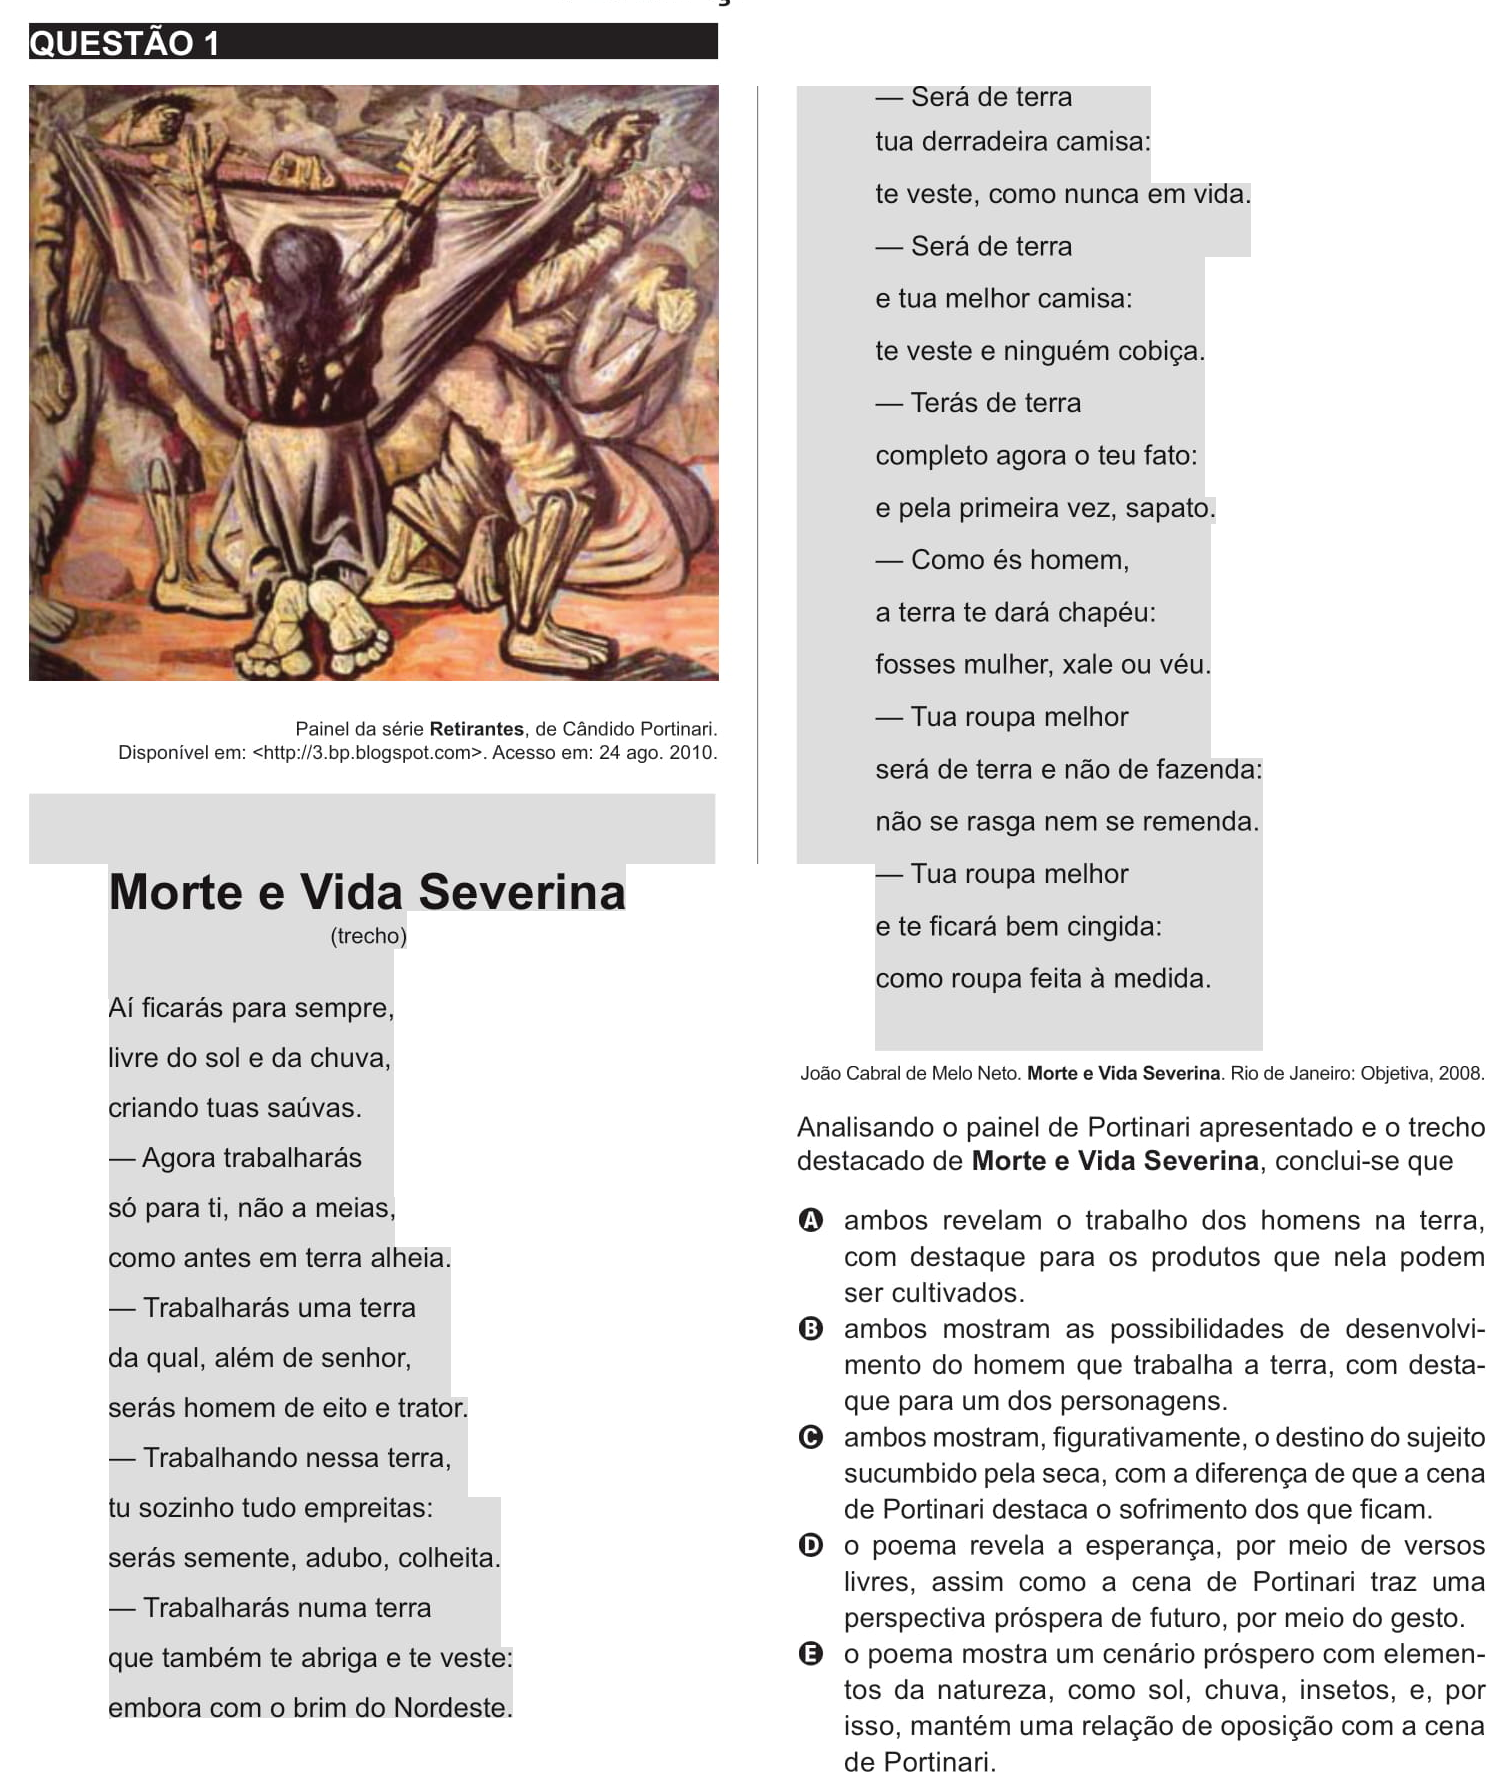 QUESTÃO 1
Painel da série Retirantes, de Cândido Portinari.
Disponível em: <http://3.bp.blogspot.com>. Acesso em: 24 ago. 2010.
Morte e Vida Severina
(trecho)
Aí ficarás para sempre,
livre do sol e da chuva,
criando tuas saúvas.
— Agora trabalharás
só para ti, não a meias,
como antes em terra alheia.
— Trabalharás uma terra
da qual, além de senhor,
serás homem de eito e trator.
— Trabalhando nessa terra,
tu sozinho tudo empreitas:
serás semente, adubo, colheita.
— Trabalharás numa terra
que também te abriga e te veste:
embora com o brim do Nordeste.
— Será de terra
tua derradeira camisa:
te veste, como nunca em vida.
— Será de terra
e tua melhor camisa:
te veste e ninguém cobiça.
— Terás de terra
completo agora o teu fato:
e pela primeira vez, sapato.
— Como és homem,
a terra te dará chapéu:
fosses mulher, xale ou véu.
— Tua roupa melhor
será de terra e não de fazenda:
não se rasga nem se remenda.
— Tua roupa melhor
e te ficará bem cingida:
como roupa feita à medida.
João Cabral de Melo Neto. Morte e Vida Severina. Rio de Janeiro: Objetiva, 2008.
Analisando o painel de Portinari apresentado e o trecho
destacado de Morte e Vida Severina, conclui-se que
A ambos revelam o trabalho dos homens na terra,
com destaque para os produtos que nela podem
ser cultivados.
B ambos mostram as possibilidades de desenvolvi-
mento do homem que trabalha a terra, com desta-
que para um dos personagens.
C ambos mostram, figurativamente, o destino do sujeito
sucumbido pela seca, com a diferença de que a cena
de Portinari destaca o sofrimento dos que ficam.
D o poema revela a esperança, por meio de versos
livres, assim como a cena de Portinari traz uma
perspectiva próspera de futuro, por meio do gesto.
E o poema mostra um cenário próspero com elemen-
tos da natureza, como sol, chuva, insetos, e, por
isso, mantém uma relação de oposição com a cena
de Portinari.